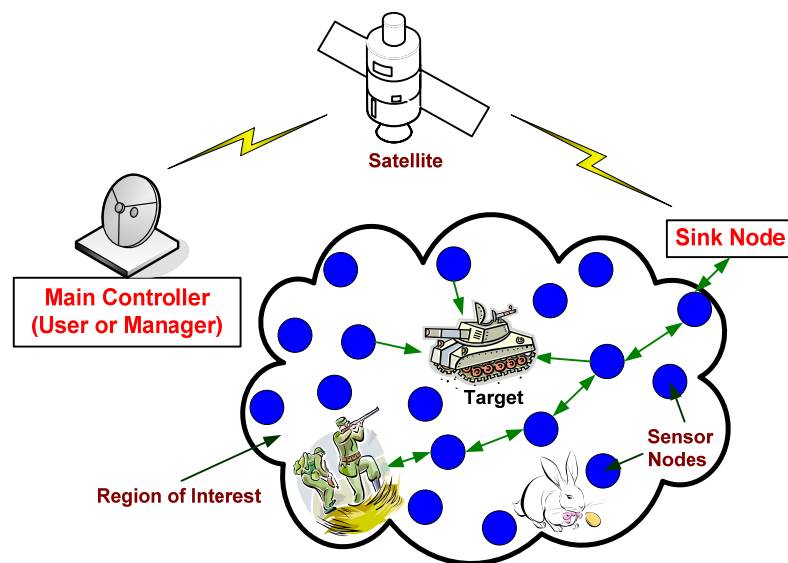 Satellite
Sink Node
Main Controller
(User or Manager)
Target
Sensor
Nodes
Region of Interest